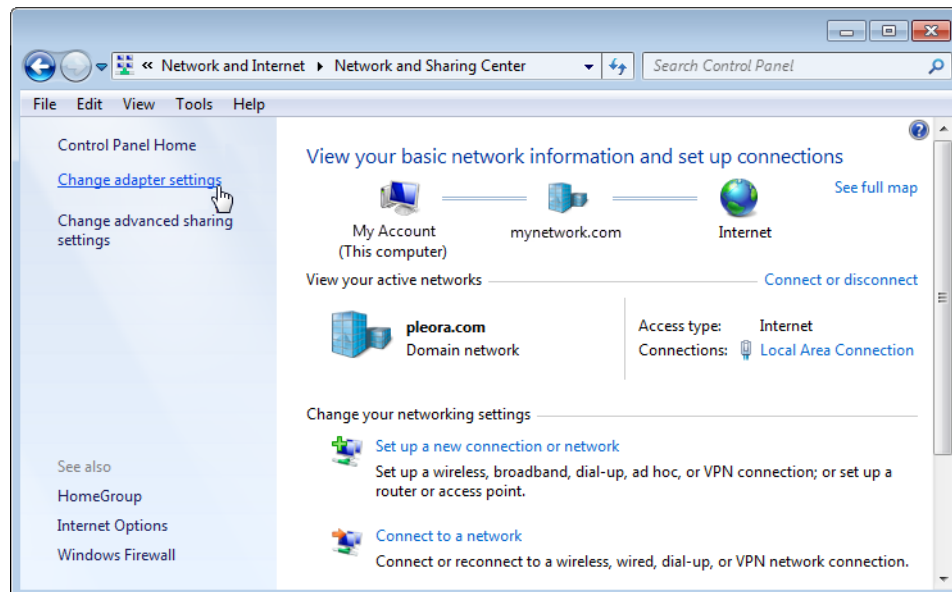 « Network and Internet ▸ Network and Sharing Center
Search Control Panel
File Edit View Tools Help
Control Panel Home
Change adapter settings
Change advanced sharing
settings
See also
HomeGroup
Internet Options
Windows Firewall
View your basic network information and set up connections
See full map
My Account
(This computer)
mynetwork.com
Internet
View your active networks
Connect or disconnect
pleora.com
Domain network
Access type: Internet
Connections: Local Area Connection
Change your networking settings
Set up a new connection or network
Set up a wireless, broadband, dial-up, ad hoc, or VPN connection; or set up a
router or access point.
Connect to a network
Connect or reconnect to a wireless, wired, dial-up, or VPN network connection.